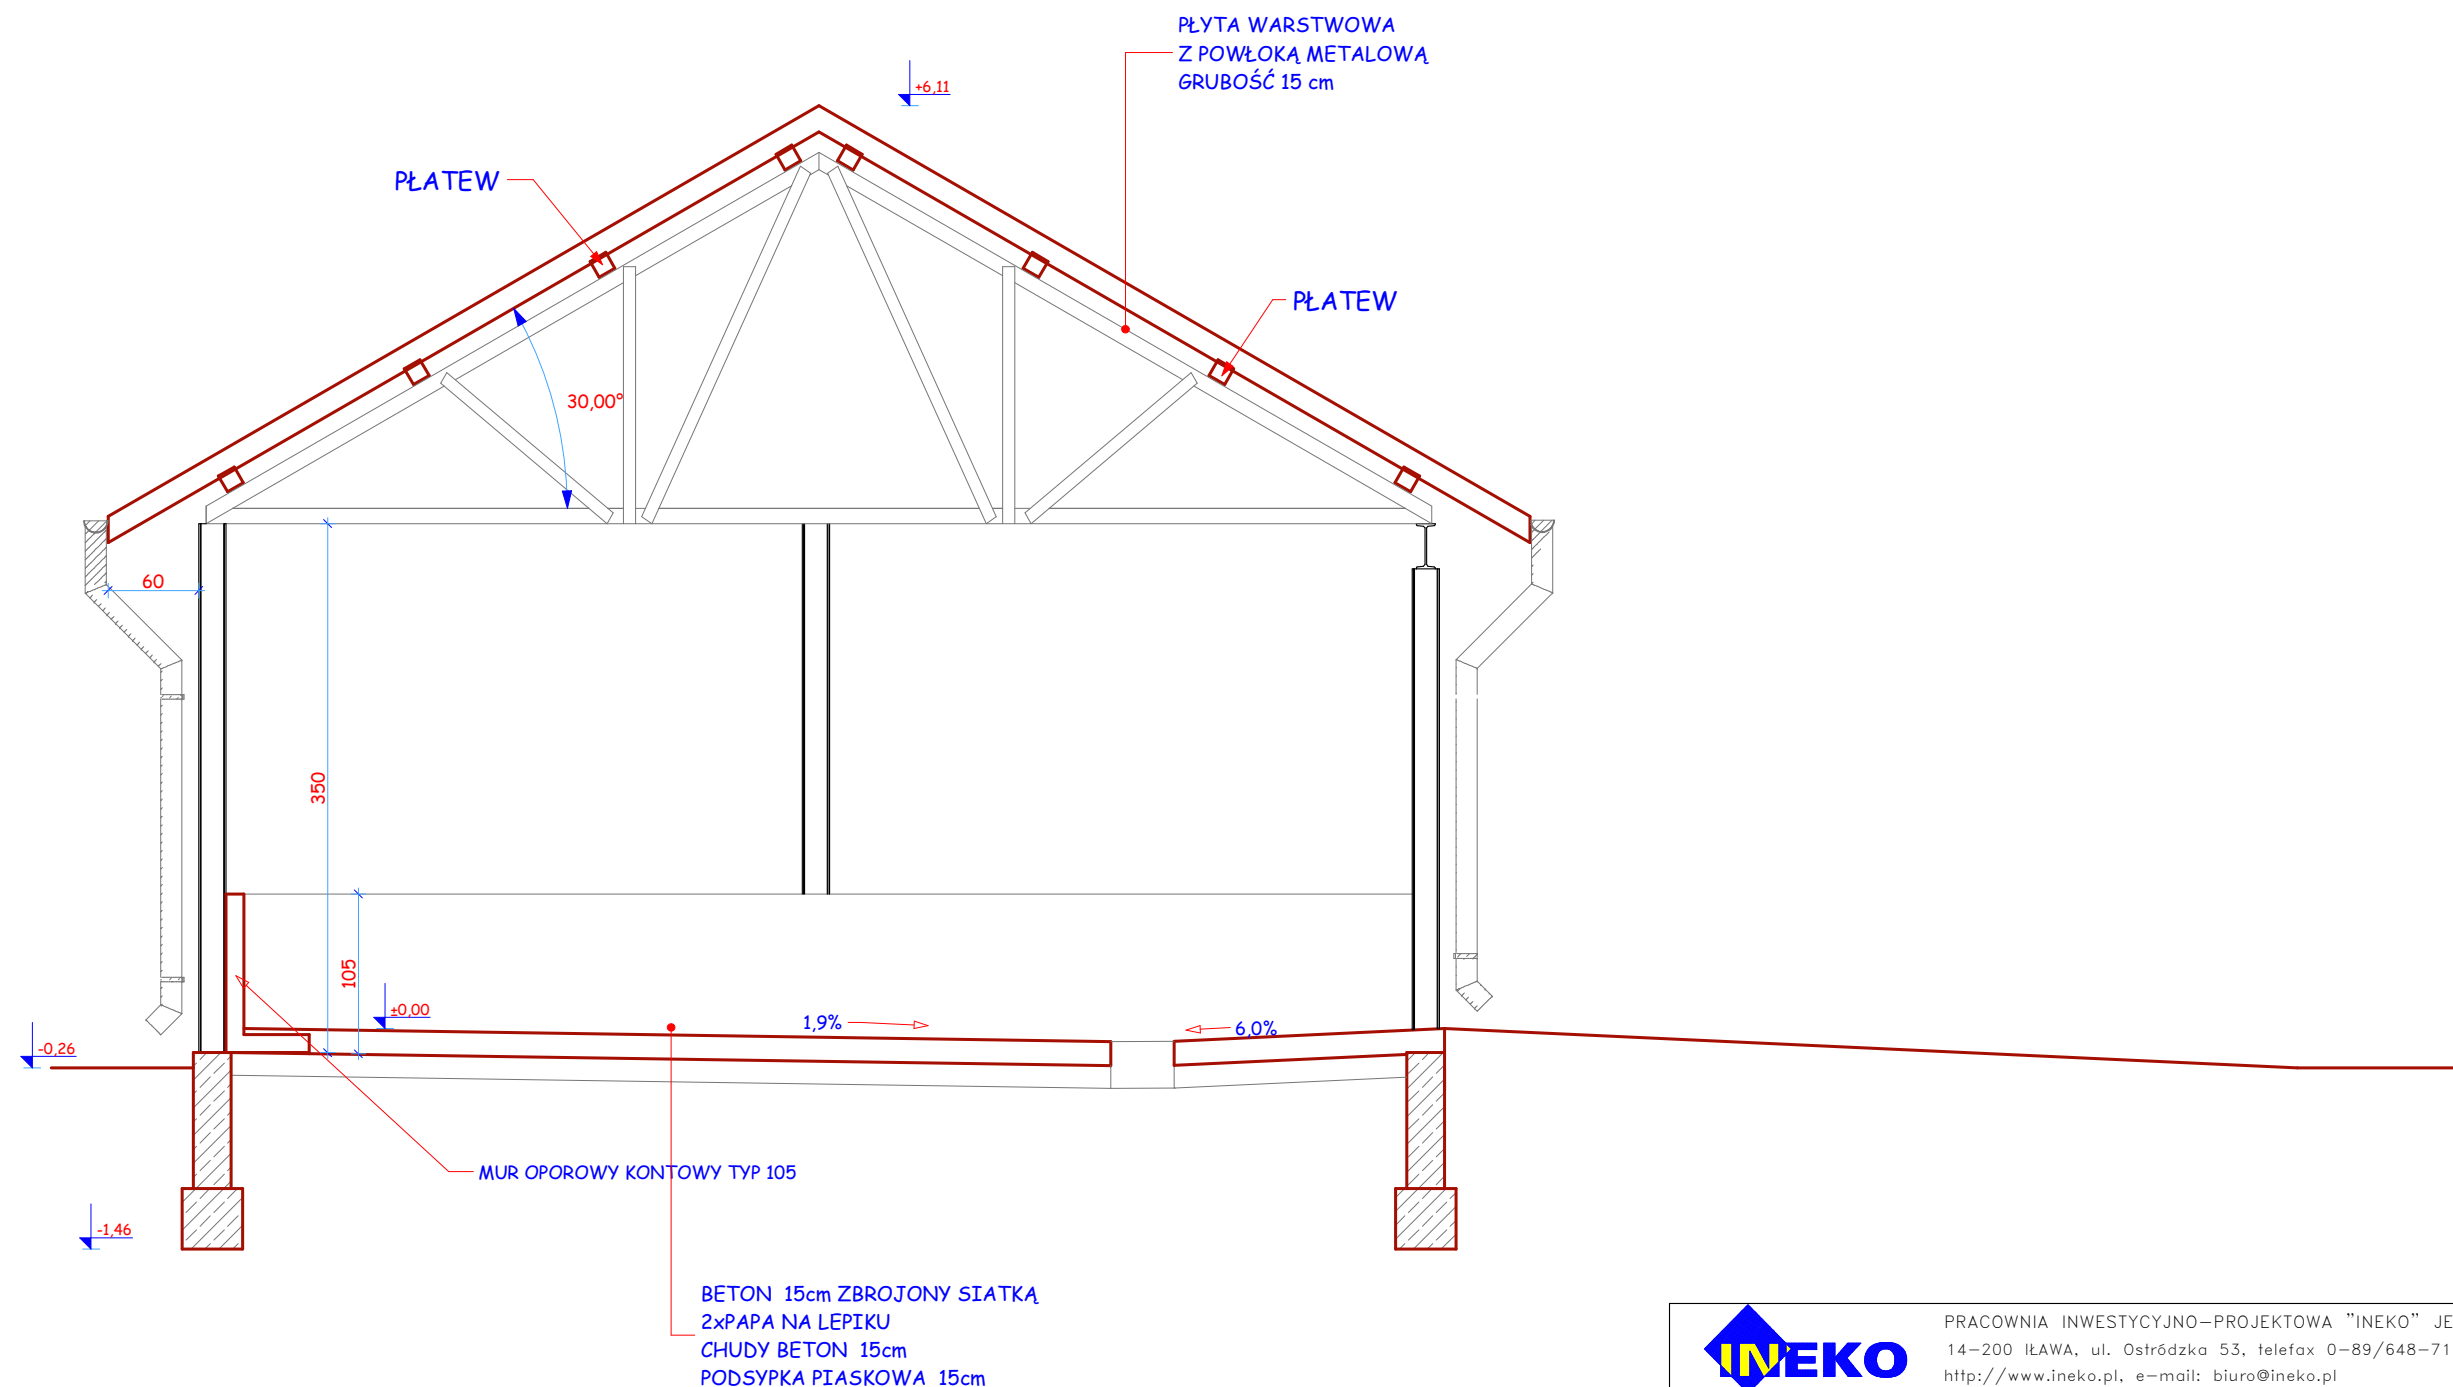 PŁYTA WARSTWOWA
Z POWŁOKĄ METALOWĄ
GRUBOŚĆ 15 cm
+6,11
PŁATEW
PŁATEW
30,00°
60
350
105
±0,00
1,9%
6,0%
-0,26
MUR OPOROWY KONTOWY TYP 105
-1,46
BETON 15cm ZBROJONY SIATKĄ
2xPAPA NA LEPIKU
CHUDY BETON 15cm
PODSYPKA PIASKOWA 15cm
INEKO
PRACOWNIA INWESTYCYJNO-PROJEKTOWA "INEKO" JE
14-200 IŁAWA, ul. Ostródzka 53, telefax 0-89/648-71
http://www.ineko.pl, e-mail: biuro@ineko.pl